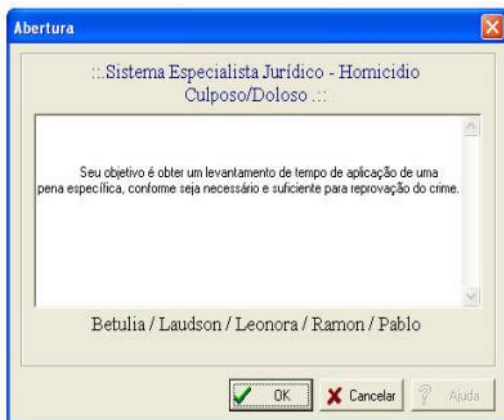 Abertura
::.Sistema Especialista Jurídico - Homicidio
Culposo/Doloso .::
Seu objetivo é obter um levantamento de tempo de aplicação de uma
pena específica, conforme seja necessário e suficiente para reprovação do crime.
Betulia / Laudson / Leonora / Ramon / Pablo
OK Cancelar ? Ajuda